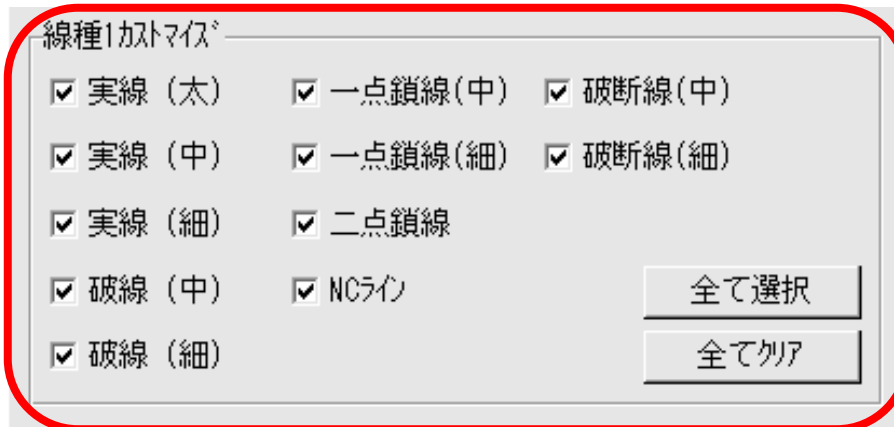 線種1ｶｽﾄﾏｲｽﾞ
実線（太） 一点鎖線(中) 破断線(中)
実線（中） 一点鎖線(細) 破断線(細)
実線（細） 二点鎖線
破線（中） NCﾗｲﾝ 全て選択
破線（細） 全てｸﾘｱ